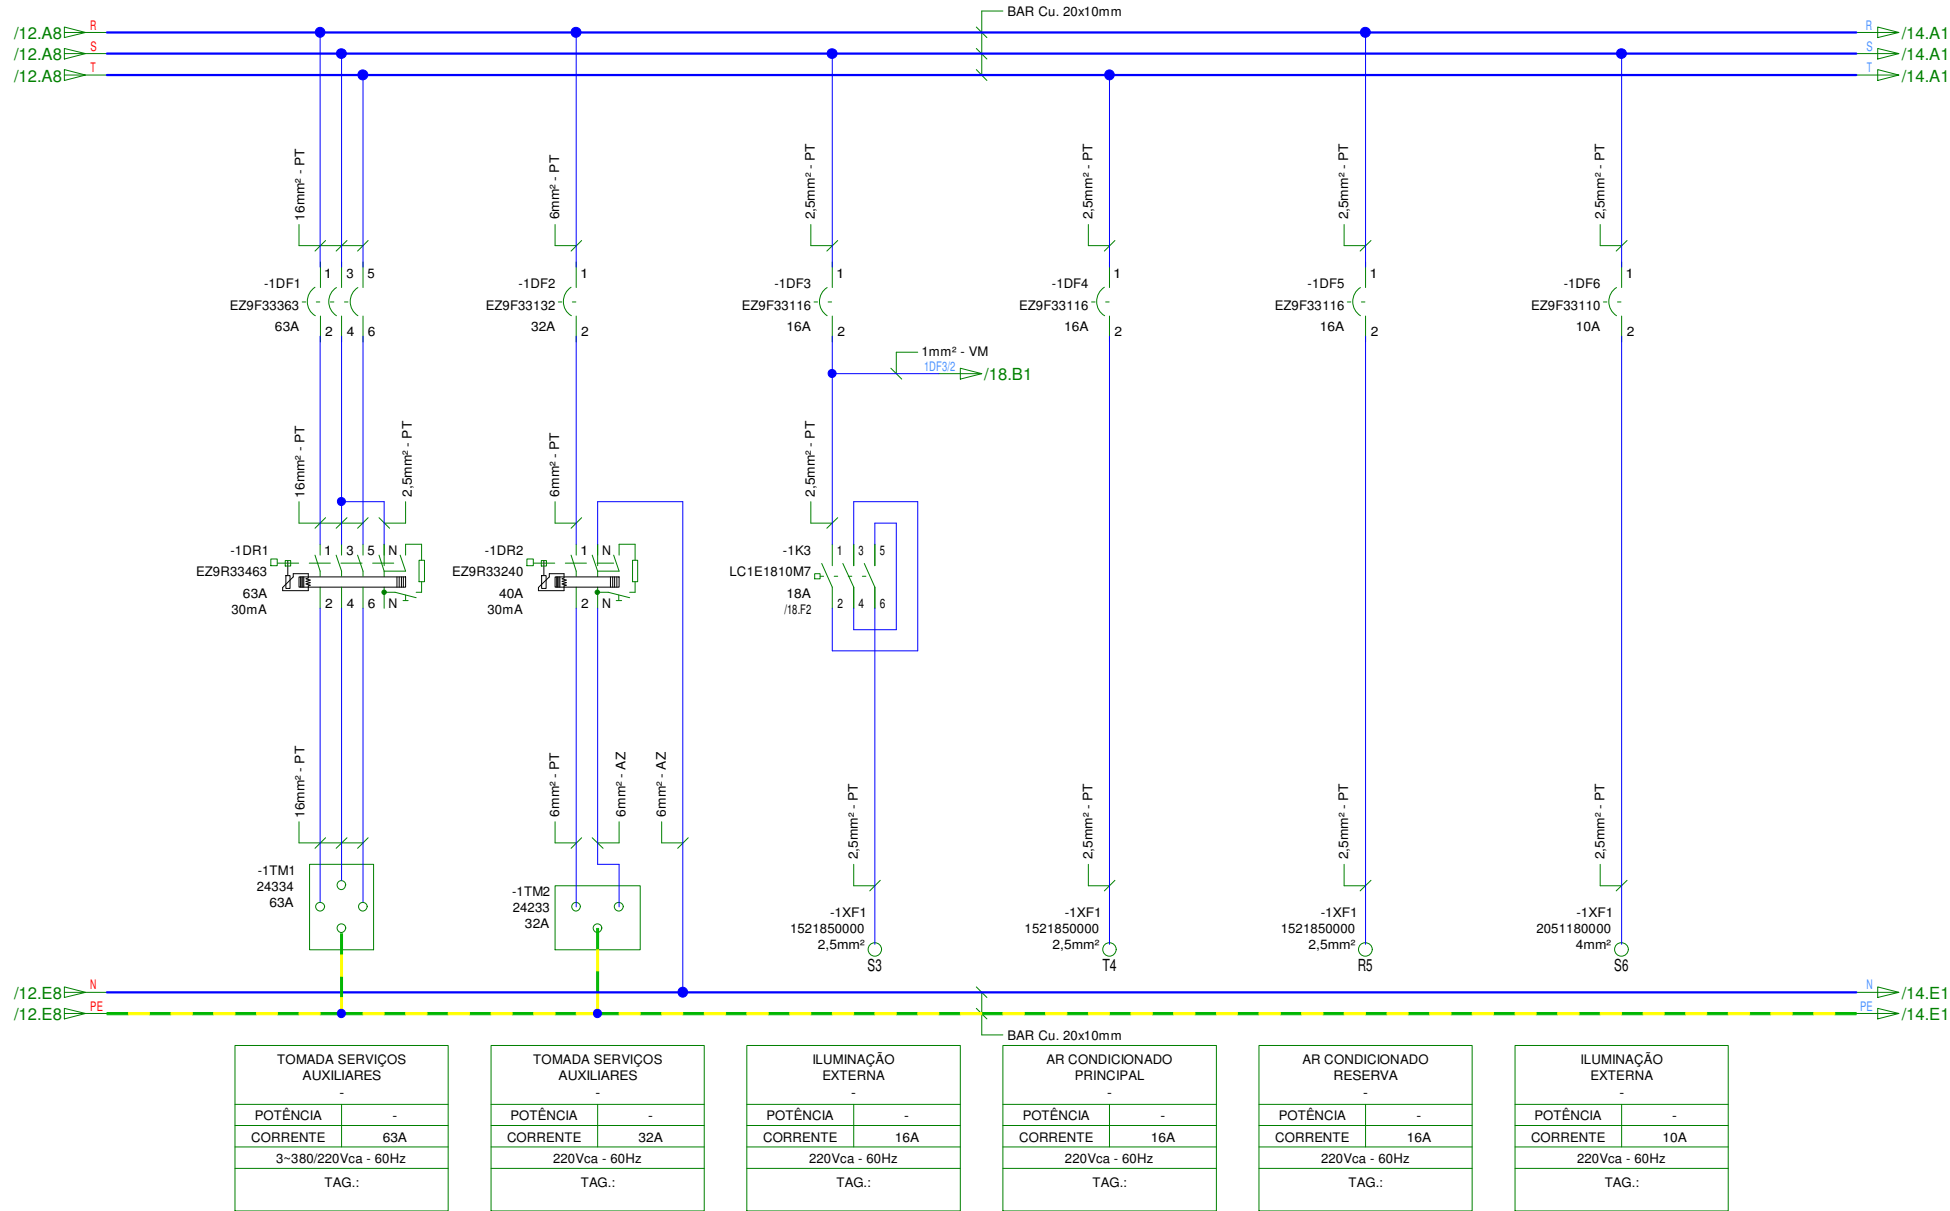 BAR Cu. 20x10mm
/12.A8 R
R /14.A1
/12.A8 S
S /14.A1
/12.A8 T
T /14.A1
16mm² - PT
6mm² - PT
2,5mm² - PT
2,5mm² - PT
2,5mm² - PT
2,5mm² - PT
-1DF1 1 3 5
EZ9F33363
63A 2 4 6
-1DF2 1
EZ9F33132
32A 2
-1DF3 1
EZ9F33116
16A 2
-1DF4 1
EZ9F33116
16A 2
-1DF5 1
EZ9F33116
16A 2
-1DF6 1
EZ9F33110
10A 2
1mm² - VM
1DF3/2
/18.B1
16mm² - PT
2,5mm² - PT
6mm² - PT
2,5mm² - PT
-1DR1 1 3 5 N
EZ9R33463
63A
30mA 2 4 6 N
-1DR2 1 N
EZ9R33240
40A
30mA 2 N
-1K3 1 3 5
LC1E1810M7
18A
/18.F2 2 4 6
16mm² - PT
6mm² - PT
6mm² - AZ
6mm² - AZ
2,5mm² - PT
2,5mm² - PT
2,5mm² - PT
2,5mm² - PT
-1TM1
24334
63A
-1TM2
24233
32A
-1XF1
1521850000
2,5mm²
S3
-1XF1
1521850000
2,5mm²
T4
-1XF1
1521850000
2,5mm²
R5
-1XF1
2051180000
4mm²
S6
/12.E8 N
N /14.E1
/12.E8 PE
PE /14.E1
BAR Cu. 20x10mm
TOMADA SERVIÇOS
AUXILIARES
-
POTÊNCIA -
CORRENTE 63A
3~380/220Vca - 60Hz
TAG.:
TOMADA SERVIÇOS
AUXILIARES
-
POTÊNCIA -
CORRENTE 32A
220Vca - 60Hz
TAG.:
ILUMINAÇÃO
EXTERNA
-
POTÊNCIA -
CORRENTE 16A
220Vca - 60Hz
TAG.:
AR CONDICIONADO
PRINCIPAL
-
POTÊNCIA -
CORRENTE 16A
220Vca - 60Hz
TAG.:
AR CONDICIONADO
RESERVA
-
POTÊNCIA -
CORRENTE 16A
220Vca - 60Hz
TAG.:
ILUMINAÇÃO
EXTERNA
-
POTÊNCIA -
CORRENTE 10A
220Vca - 60Hz
TAG.: